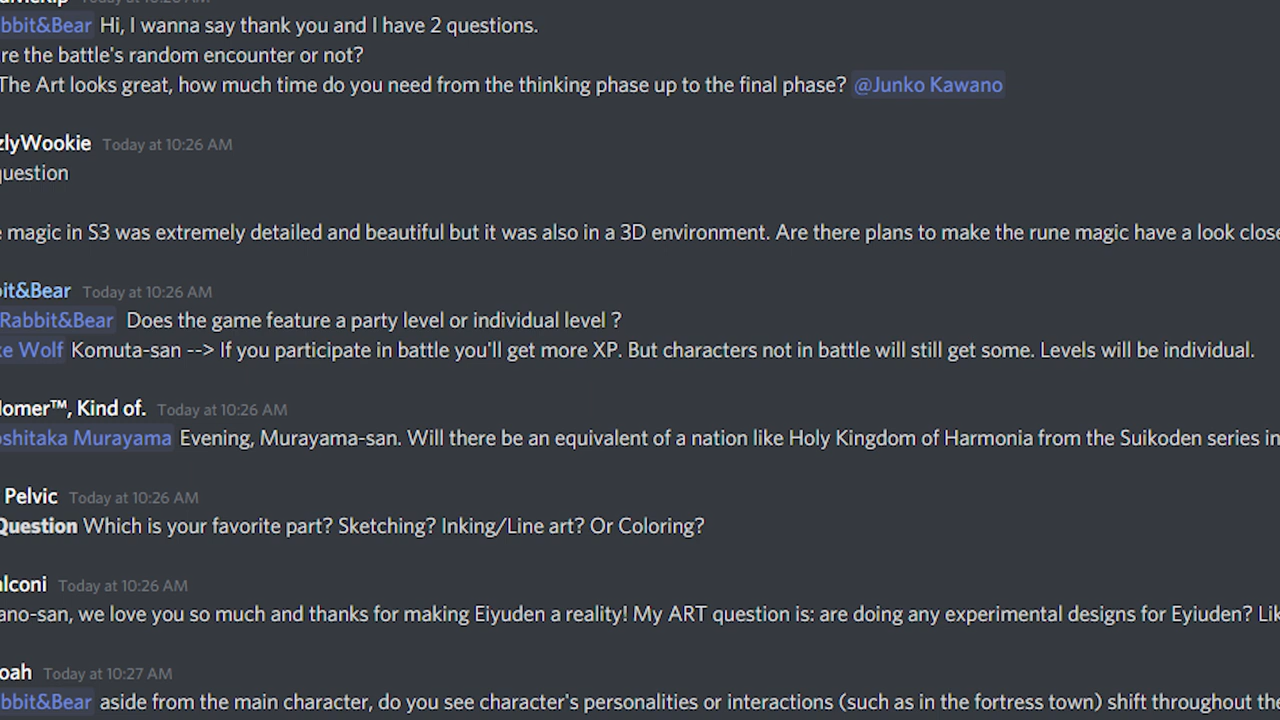 Today at 10:26 AM
bbit&Bear Hi, I wanna say thank you and I have 2 questions.
re the battle's random encounter or not?
The Art looks great, how much time do you need from the thinking phase up to the final phase? @Junko Kawano
zlyWookie Today at 10:26 AM
question
e magic in S3 was extremely detailed and beautiful but it was also in a 3D environment. Are there plans to make the rune magic have a look close
bit&Bear Today at 10:26 AM
Rabbit&Bear Does the game feature a party level or individual level ?
ke Wolf Komuta-san --> If you participate in battle you'll get more XP. But characters not in battle will still get some. Levels will be individual.
Homer™, Kind of. Today at 10:26 AM
oshitaka Murayama Evening, Murayama-san. Will there be an equivalent of a nation like Holy Kingdom of Harmonia from the Suikoden series in
Pelvic Today at 10:26 AM
Question Which is your favorite part? Sketching? Inking/Line art? Or Coloring?
alconi Today at 10:26 AM
ano-san, we love you so much and thanks for making Eiyuden a reality! My ART question is: are doing any experimental designs for Eyiuden? Lik
oah Today at 10:27 AM
bbit&Bear aside from the main character, do you see character's personalities or interactions (such as in the fortress town) shift throughout the